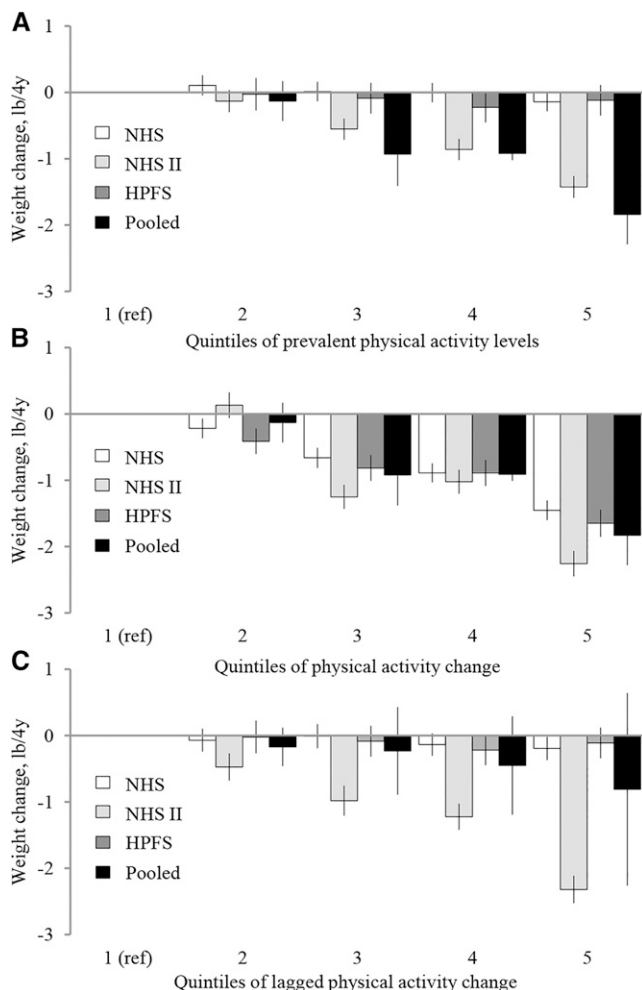 A
Weight change, lb/4y
1
0
-1
-2
-3
NHS
NHS II
HPFS
Pooled
1 (ref) 2 3 4 5
Quintiles of prevalent physical activity levels
B
Weight change, lb/4y
1
0
-1
-2
-3
NHS
NHS II
HPFS
Pooled
1 (ref) 2 3 4 5
Quintiles of physical activity change
C
Weight change, lb/4y
1
0
-1
-2
-3
NHS
NHS II
HPFS
Pooled
1 (ref) 2 3 4 5
Quintiles of lagged physical activity change